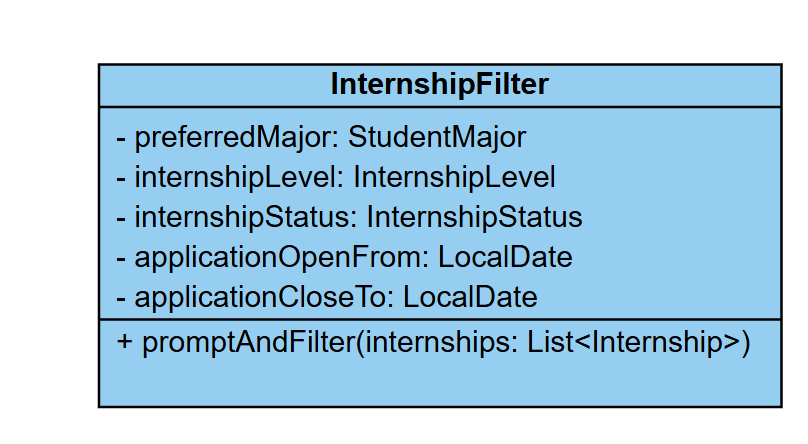 InternshipFilter
- preferredMajor: StudentMajor
- internshipLevel: InternshipLevel
- internshipStatus: InternshipStatus
- applicationOpenFrom: LocalDate
- applicationCloseTo: LocalDate
+ promptAndFilter(internships: List<Internship>)